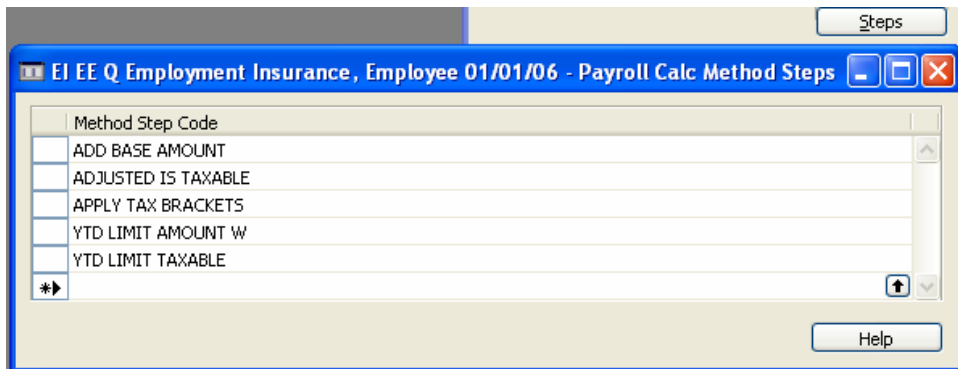 Steps
EI EE Q Employment Insurance, Employee 01/01/06 - Payroll Calc Method Steps
Method Step Code
ADD BASE AMOUNT
ADJUSTED IS TAXABLE
APPLY TAX BRACKETS
YTD LIMIT AMOUNT W
YTD LIMIT TAXABLE
Help